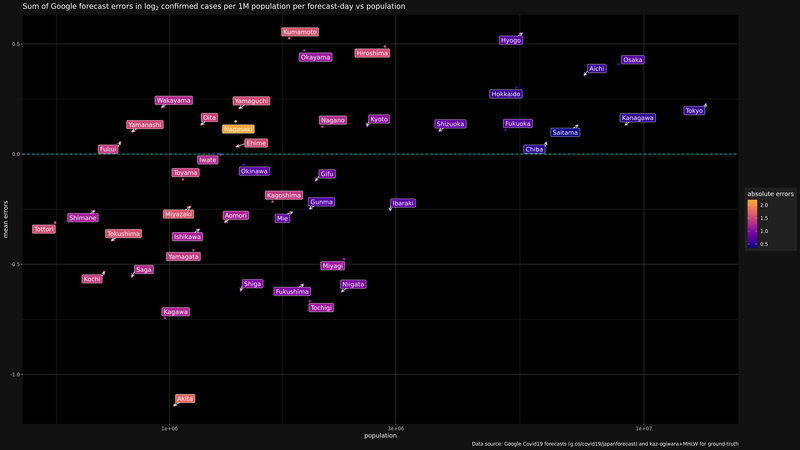 Sum of Google forecast errors in log₂ confirmed cases per 1M population per forecast-day vs population
Kumamoto
Hyogo
0.5
Hiroshima
Okayama
Osaka
Aichi
Hokkaido
Wakayama
Yamaguchi
Tokyo
Oita
Nagano
Kyoto
Kanagawa
Yamanashi
Shizuoka
Fukuoka
Nagasaki
Saitama
Ehime
Fukui
Chiba
0.0
Iwate
Toyama
Okinawa
Gifu
Kagoshima
absolute errors
2.0
1.5
1.0
0.5
Gunma
Ibaraki
mean errors
Shimane
Miyazaki
Aomori
Mie
Tottori
Tokushima
Ishikawa
Yamagata
-0.5
Miyagi
Saga
Kochi
Shiga
Fukushima
Niigata
Tochigi
Kagawa
-1.0
Akita
1e+06
3e+06
1e+07
population
Data source: Google Covid19 forecasts (g.co/covid19/japanforecast) and kaz-ogiwara+MHLW for ground-truth